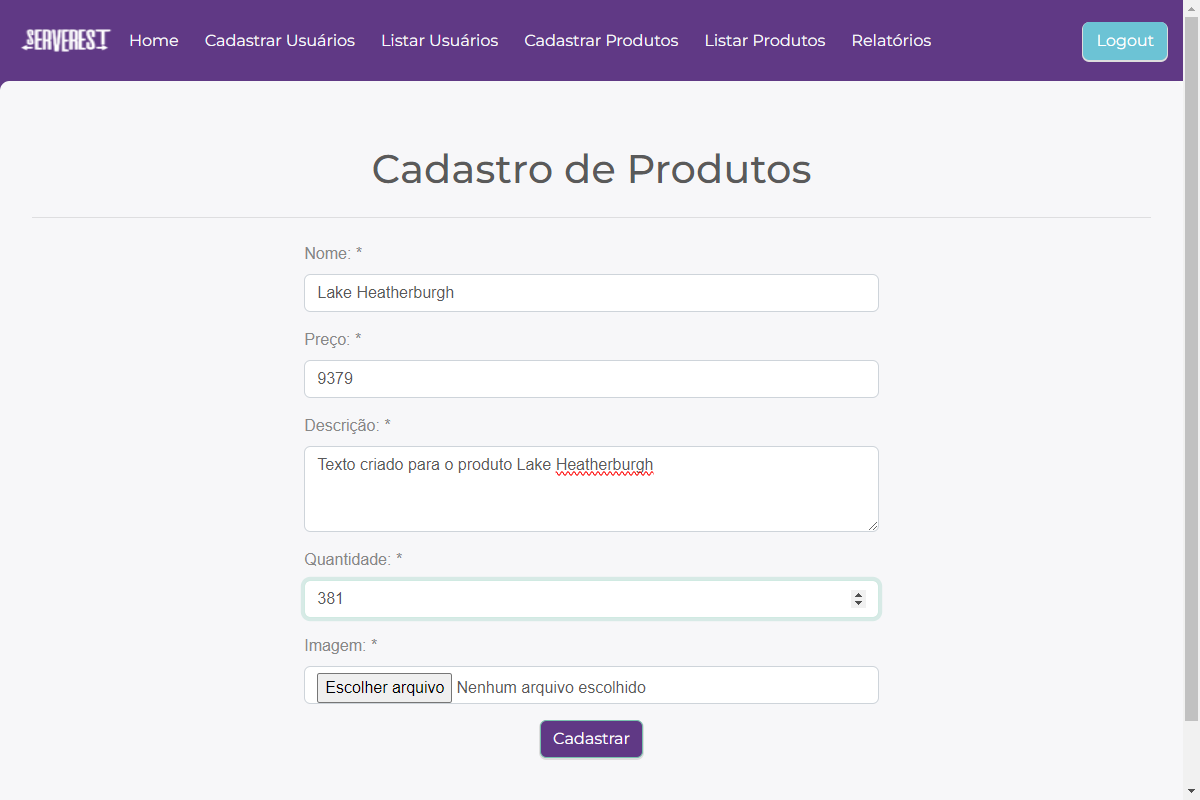 SERVEREST Home Cadastrar Usuários Listar Usuários Cadastrar Produtos Listar Produtos Relatórios Logout
Cadastro de Produtos
Nome: *
Lake Heatherburgh
Preço: *
9379
Descrição: *
Texto criado para o produto Lake Heatherburgh
Quantidade: *
381
Imagem: *
Escolher arquivo Nenhum arquivo escolhido
Cadastrar